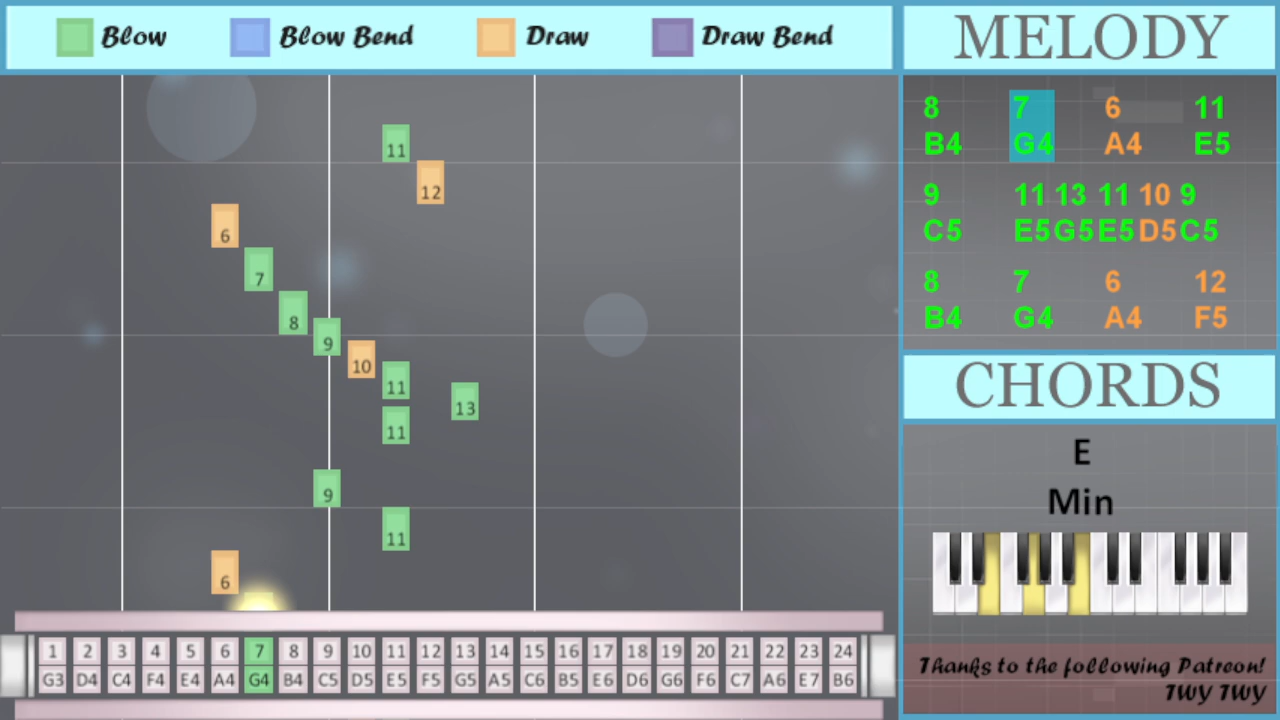 Blow Blow Bend Draw Draw Bend
MELODY
8 7 6 11
B4 G4 A4 E5
9 11 13 11 10 9
C5 E5 G5 E5 D5 C5
8 7 6 12
B4 G4 A4 F5
CHORDS
E
Min
Thanks to the following Patreon!
TWY TWY
11
12
6
7
8
9
10
11
13
11
9
11
6
1 2 3 4 5 6 7 8 9 10 11 12 13 14 15 16 17 18 19 20 21 22 23 24
G3 D4 C4 F4 E4 A4 G4 B4 C5 D5 E5 F5 G5 A5 C6 B5 E6 D6 G6 F6 C7 A6 E7 B6